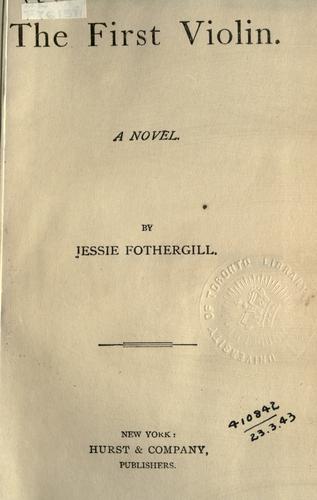 The First Violin.
A NOVEL.
BY
JESSIE FOTHERGILL.
UNIVERSITY OF TORONTO LIBRARY
410842
23.3.43
NEW YORK:
HURST & COMPANY,
PUBLISHERS.